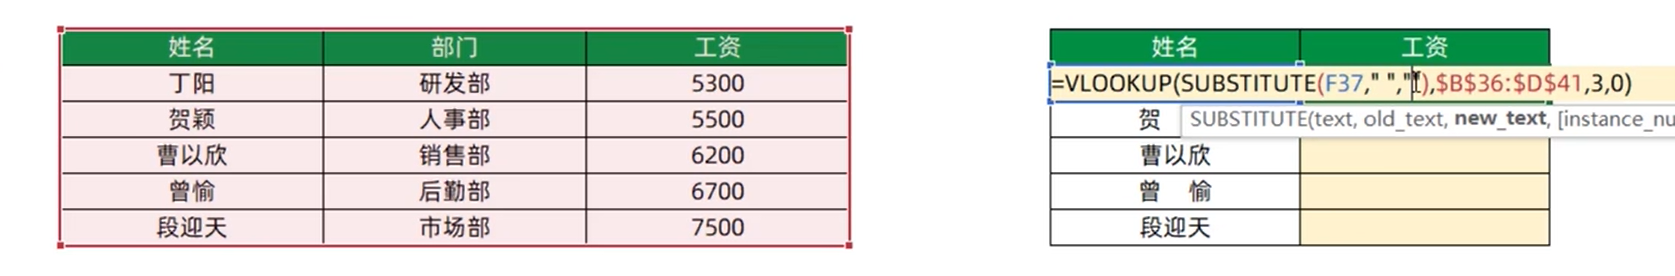 姓名 部门 工资
丁阳 研发部 5300
贺颖 人事部 5500
曹以欣 销售部 6200
曾愉 后勤部 6700
段迎天 市场部 7500
姓名 工资
=VLOOKUP(SUBSTITUTE(F37," ",""),$B$36:$D$41,3,0)
贺
SUBSTITUTE(text, old_text, new_text, [instance_nu
曹以欣
曾 愉
段迎天